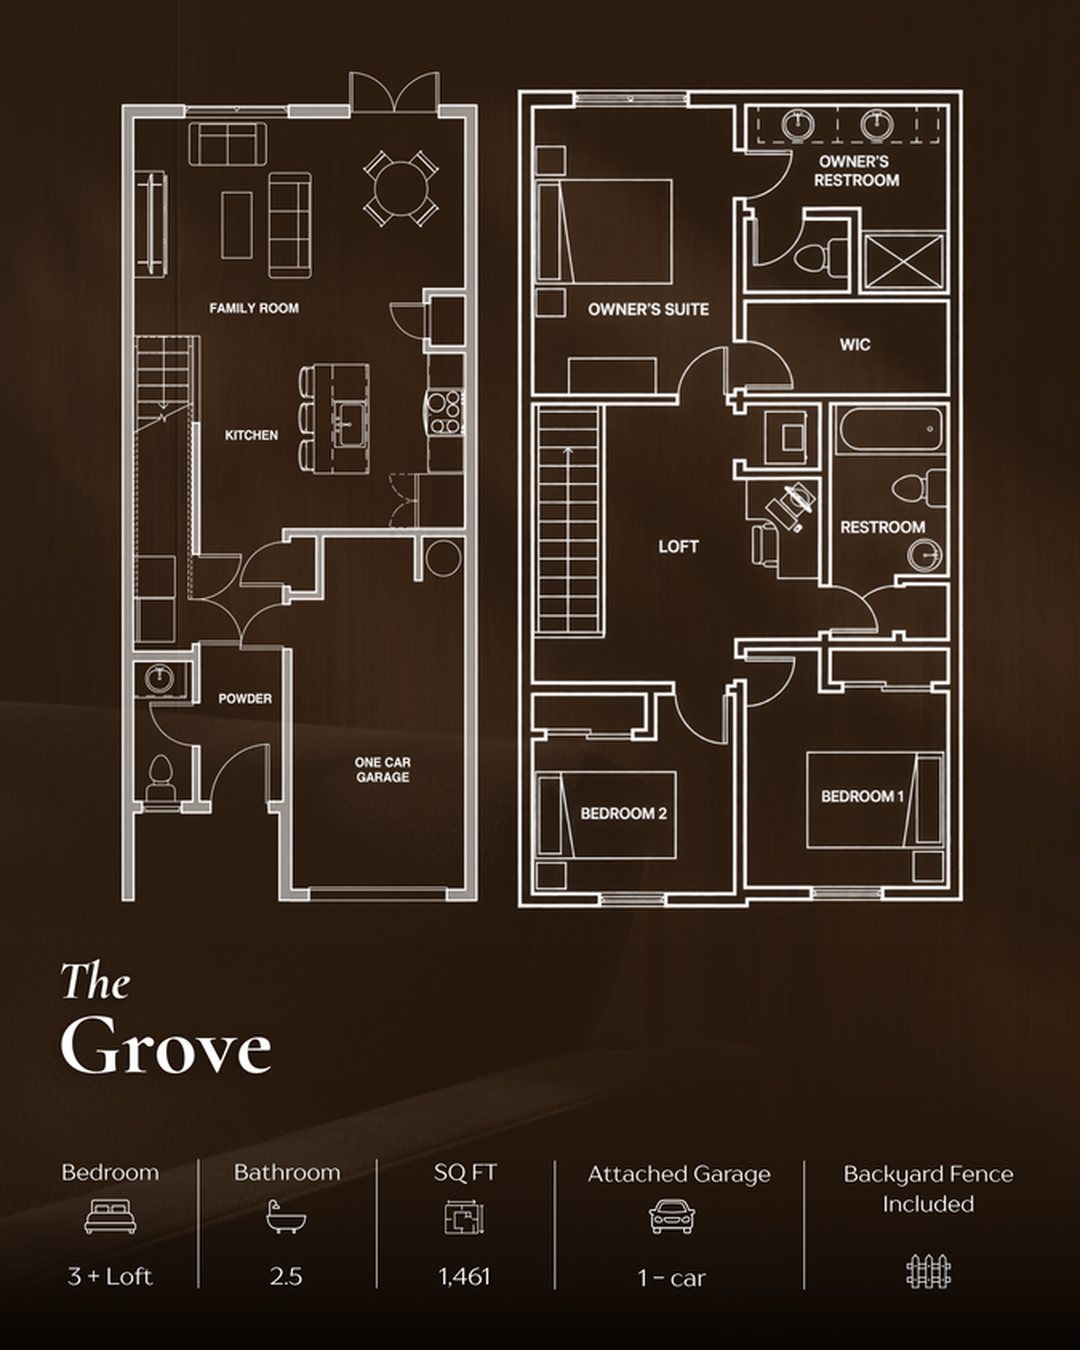 FAMILY ROOM
KITCHEN
POWDER
ONE CAR
GARAGE
OWNER'S
RESTROOM
OWNER'S SUITE
WIC
LOFT
RESTROOM
BEDROOM 2
BEDROOM 1
The
Grove
Bedroom
3 + Loft
Bathroom
2.5
SQ FT
1,461
Attached Garage
1 – car
Backyard Fence
Included